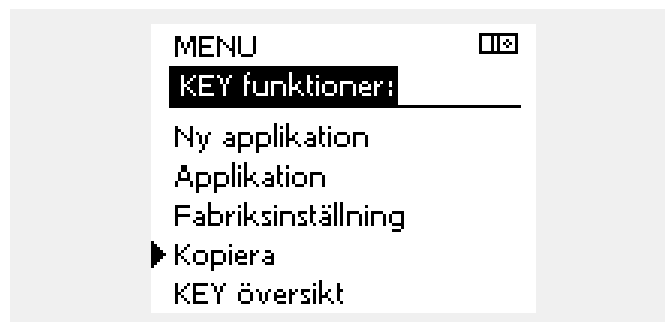 MENU
KEY funktioner:
Ny applikation
Applikation
Fabriksinställning
Kopiera
KEY översikt